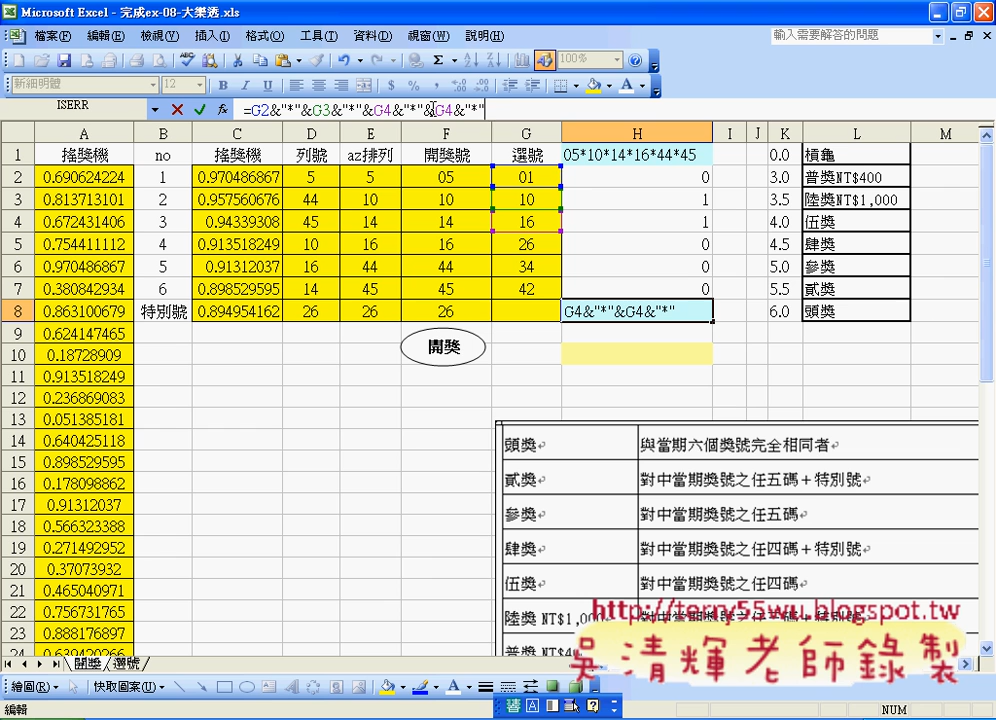 Microsoft Excel - 完成ex-08-大樂透.xls
檔案(F) 編輯(E) 檢視(V) 插入(I) 格式(O) 工具(T) 資料(D) 視窗(W) 說明(H) 輸入需要解答的問題
100%
新細明體 12 B I U
ISERR =G2&"*"&G3&"*"&G4&"*"&G4&"*"
A B C D E F G H I J K L M
1 搖獎機 no 搖獎機 列號 az排列 開獎號 選號 05*10*14*16*44*45 0.0 槓龜
2 0.690624224 1 0.970486867 5 5 05 01 0 3.0 普獎NT$400
3 0.813713101 2 0.957560676 44 10 10 10 1 3.5 陸獎NT$1,000
4 0.672431406 3 0.94339308 45 14 14 16 1 4.0 伍獎
5 0.754411112 4 0.913518249 10 16 16 26 0 4.5 肆獎
6 0.970486867 5 0.91312037 16 44 44 34 0 5.0 參獎
7 0.380842934 6 0.898529595 14 45 45 42 0 5.5 貳獎
8 0.863100679 特別號 0.894954162 26 26 26 G4&"*"&G4&"*" 6.0 頭獎
9 0.624147465
10 0.18728909 開獎
11 0.913518249
12 0.236869083
13 0.051385181
14 0.640425118 頭獎 與當期六個獎號完全相同者
15 0.898529595
16 0.178098862 貳獎 對中當期獎號之任五碼+特別號
17 0.91312037 參獎 對中當期獎號之任五碼
18 0.566323388
19 0.271492952 肆獎 對中當期獎號之任四碼+特別號
20 0.37073932 伍獎 對中當期獎號之任四碼
21 0.465040971
22 0.756731765 陸獎 NT$1,00
23 0.888176897 普獎
http://terry55wu.blogspot.tw
吳清輝老師錄製
開獎 選號
繪圖(R) 快取圖案(U)
編輯 NUM